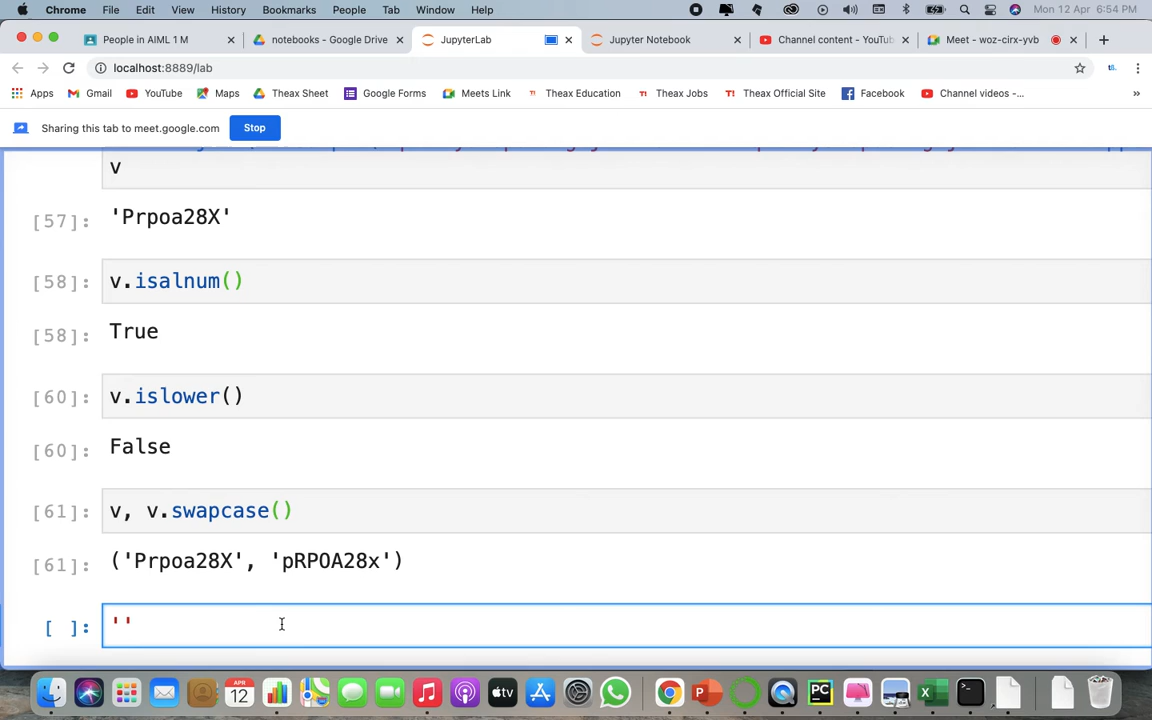 Chrome File Edit View History Bookmarks People Tab Window Help Mon 12 Apr 6:54 PM
People in AIML 1 M notebooks - Google Drive JupyterLab Jupyter Notebook Channel content - YouTub Meet - woz-cirx-yvb
localhost:8889/lab
Apps Gmail YouTube Maps Theax Sheet Google Forms Meets Link Theax Education Theax Jobs Theax Official Site Facebook Channel videos -... »
Sharing this tab to meet.google.com Stop
v
[57]: 'Prpoa28X'
[58]: v.isalnum()
[58]: True
[60]: v.islower()
[60]: False
[61]: v, v.swapcase()
[61]: ('Prpoa28X', 'pRPOA28x')
[ ]: ''
APR
12
tv
P
PC
X